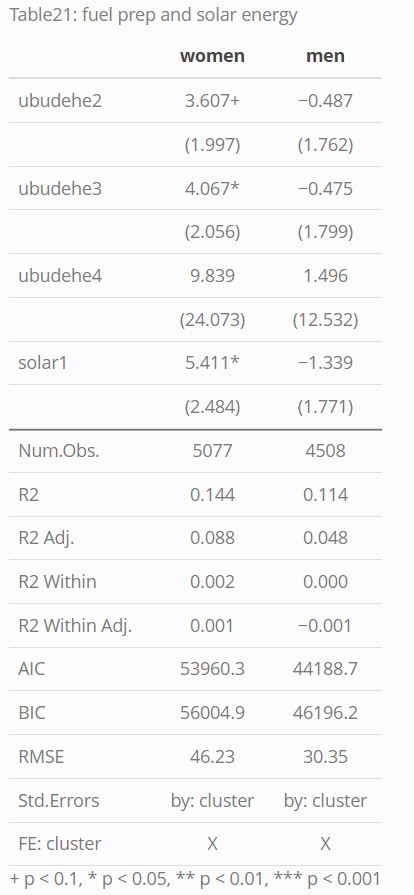 Table21: fuel prep and solar energy
women men
ubudehe2 3.607+ −0.487
(1.997) (1.762)
ubudehe3 4.067* −0.475
(2.056) (1.799)
ubudehe4 9.839 1.496
(24.073) (12.532)
solar1 5.411* −1.339
(2.484) (1.771)
Num.Obs. 5077 4508
R2 0.144 0.114
R2 Adj. 0.088 0.048
R2 Within 0.002 0.000
R2 Within Adj. 0.001 −0.001
AIC 53960.3 44188.7
BIC 56004.9 46196.2
RMSE 46.23 30.35
Std.Errors by: cluster by: cluster
FE: cluster X X
+ p < 0.1, * p < 0.05, ** p < 0.01, *** p < 0.001